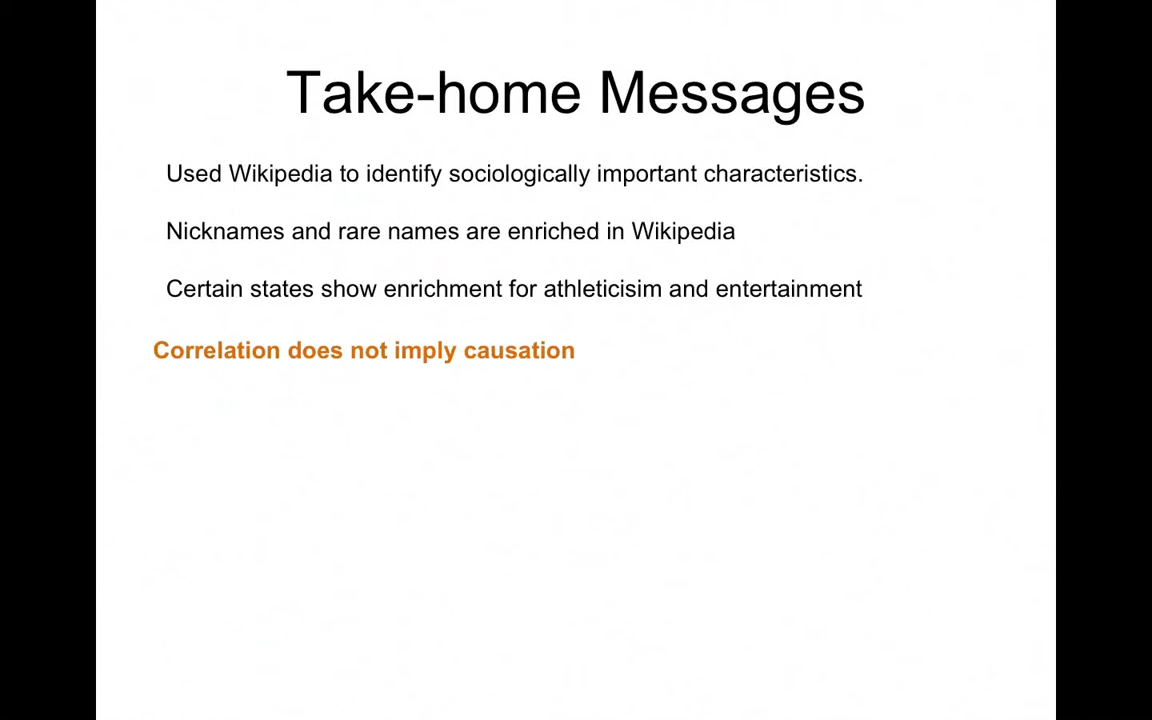 Take-home Messages
Used Wikipedia to identify sociologically important characteristics.
Nicknames and rare names are enriched in Wikipedia
Certain states show enrichment for athleticisim and entertainment
Correlation does not imply causation